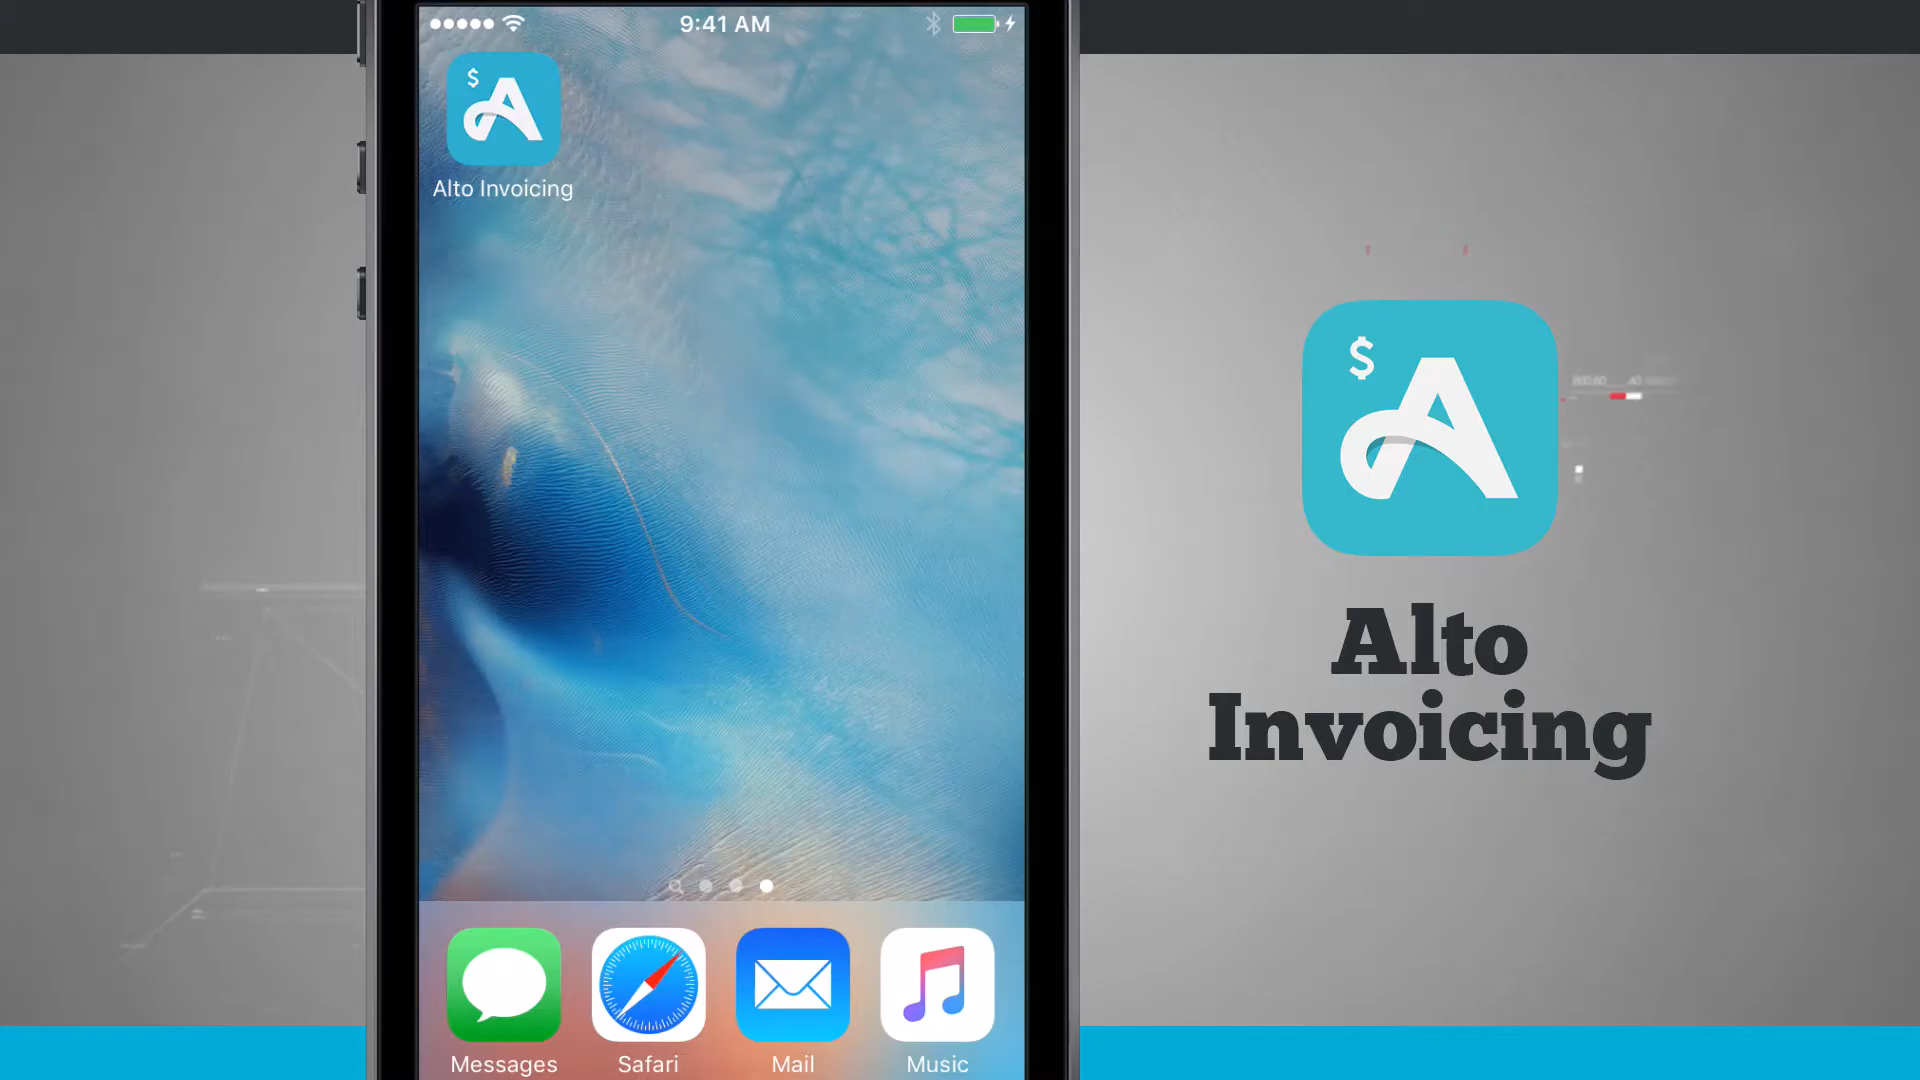 9:41 AM
$
A
Alto Invoicing
Messages
Safari
Mail
Music
$
A
Alto
Invoicing